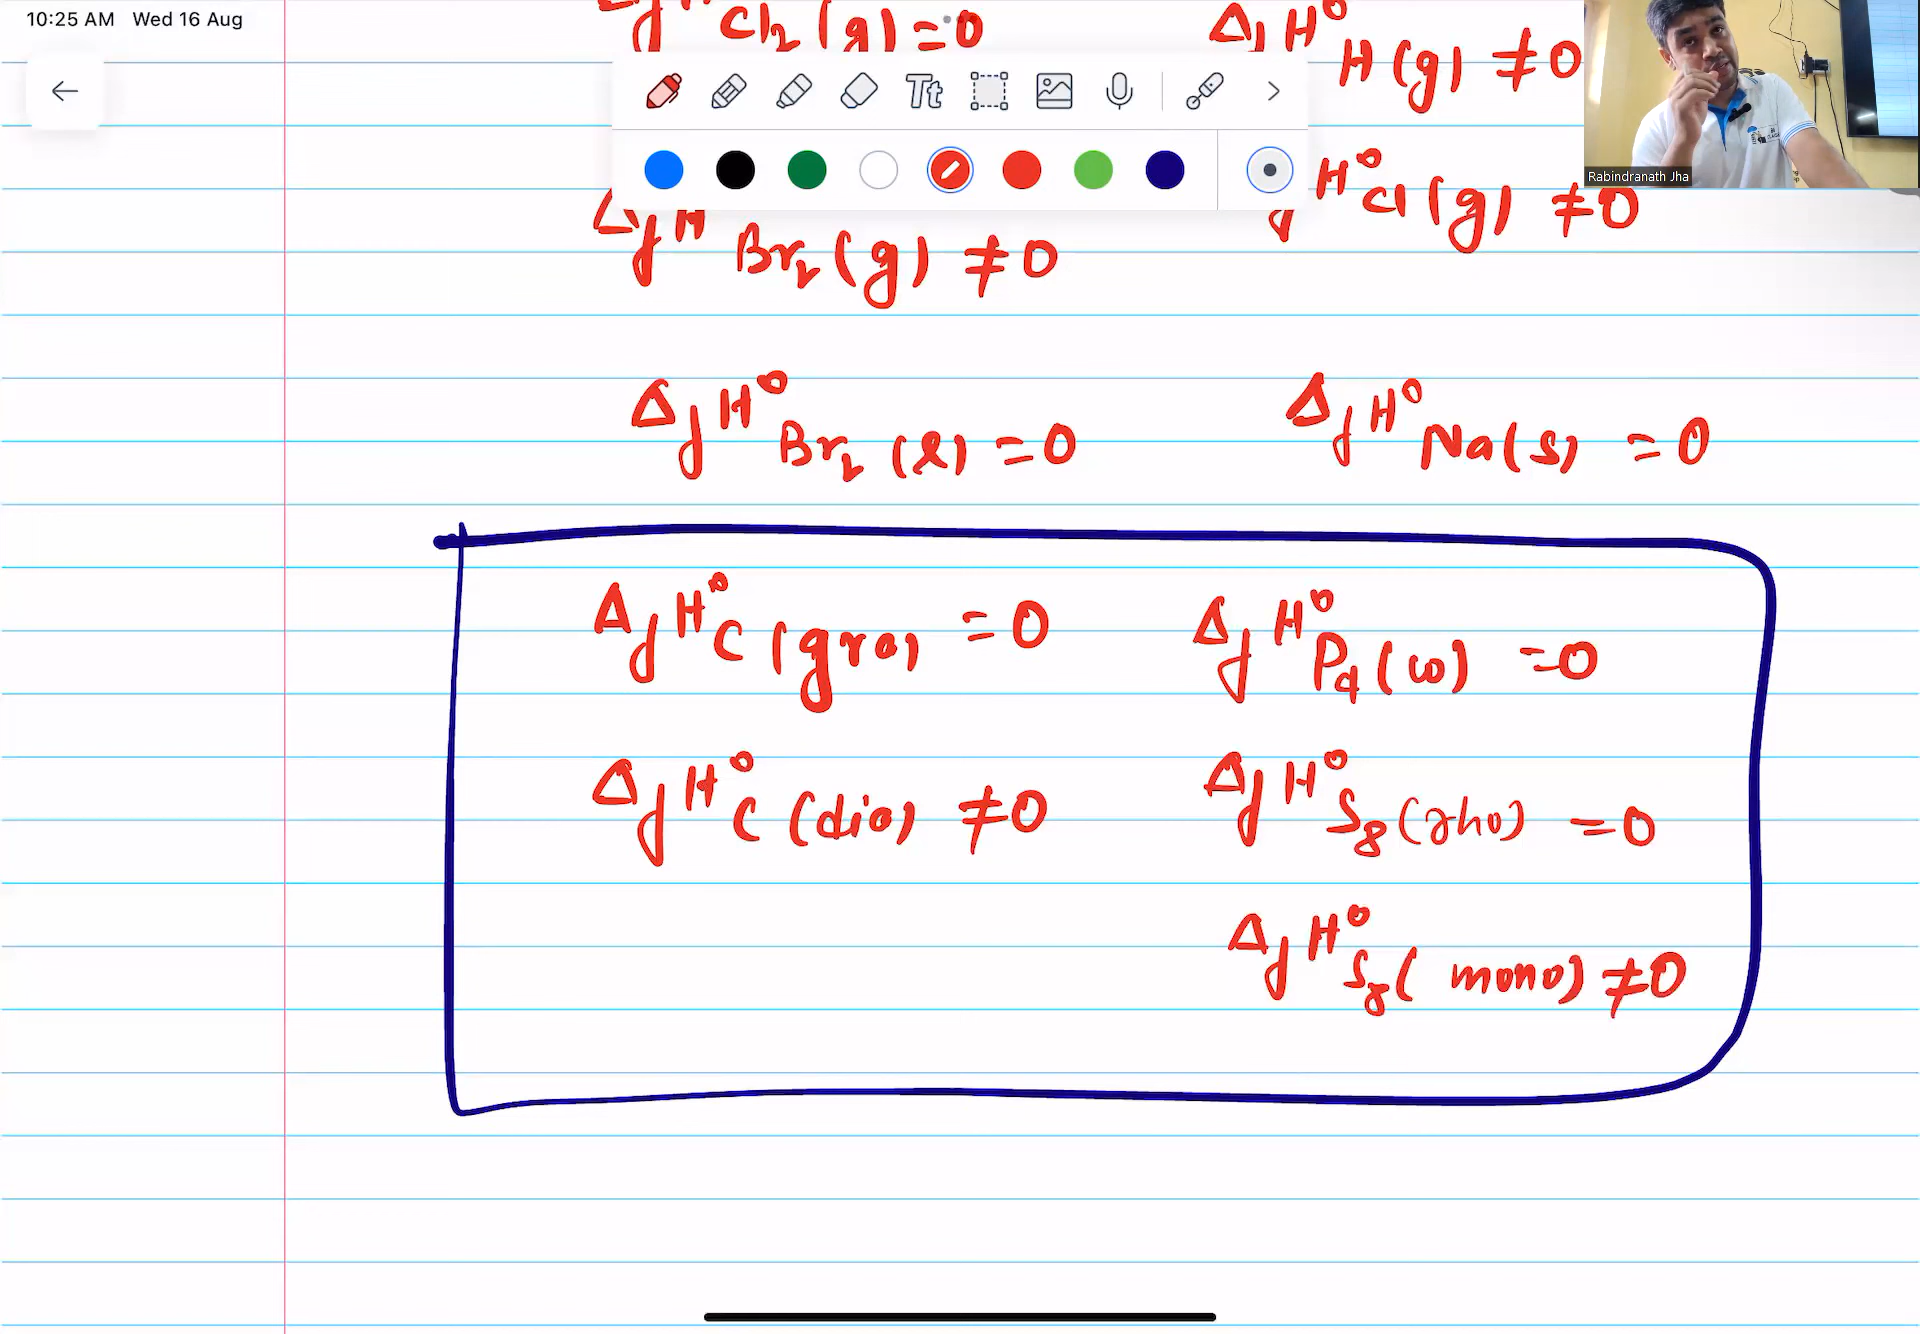 10:25 AM Wed 16 Aug
Cl₂ (g) = 0
ΔfH° H (g) ≠ 0
Tt
Rabindranath Jha
H° Cl (g) ≠ 0
ΔfH Br₂ (g) ≠ 0
ΔfH° Br₂ (l) = 0
ΔfH° Na (s) = 0
ΔfH° C (gra) = 0
ΔfH° P₄ (w) = 0
ΔfH° C (dia) ≠ 0
ΔfH° S₈ (rho) = 0
ΔfH° S₈ (mono) ≠ 0